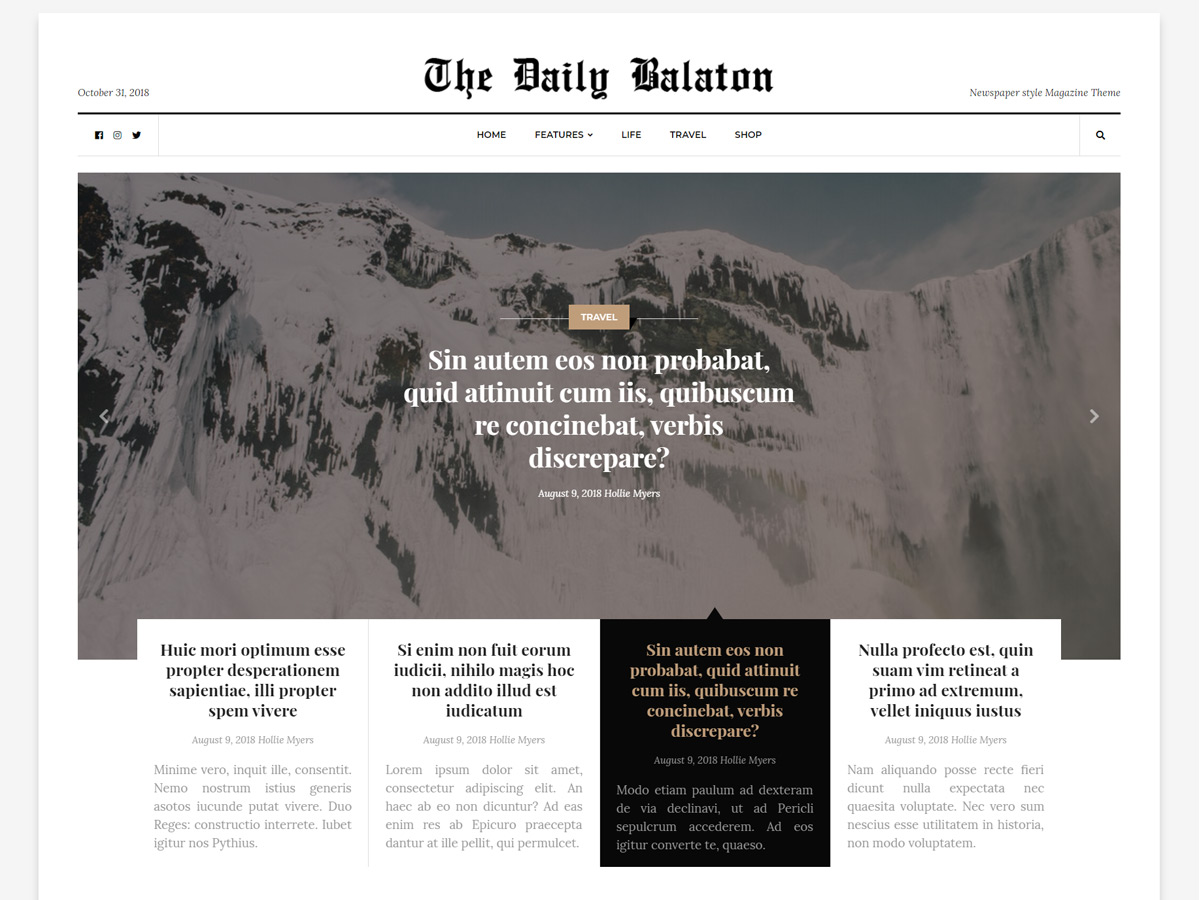 The Daily Balaton
October 31, 2018
Newspaper style Magazine Theme
HOME FEATURES LIFE TRAVEL SHOP
TRAVEL
Sin autem eos non probabat,
quid attinuit cum iis, quibuscum
re concinebat, verbis
discrepare?
August 9, 2018 Hollie Myers
Huic mori optimum esse
propter desperationem
sapientiae, illi propter
spem vivere
August 9, 2018 Hollie Myers
Minime vero, inquit ille, consentit.
Nemo nostrum istius generis
asotos iucunde putat vivere. Duo
Reges: constructio interrete. Iubet
igitur nos Pythius.
Si enim non fuit eorum
iudicii, nihilo magis hoc
non addito illud est
iudicatum
August 9, 2018 Hollie Myers
Lorem ipsum dolor sit amet,
consectetur adipiscing elit. An
haec ab eo non dicuntur? Ad eas
enim res ab Epicuro praecepta
dantur at ille pellit, qui permulcet.
Sin autem eos non
probabat, quid attinuit
cum iis, quibuscum re
concinebat, verbis
discrepare?
August 9, 2018 Hollie Myers
Modo etiam paulum ad dexteram
de via declinavi, ut ad Pericli
sepulcrum accederem. Ad eos
igitur converte te, quaeso.
Nulla profecto est, quin
suam vim retineat a
primo ad extremum,
vellet iniquus iustus
August 9, 2018 Hollie Myers
Nam aliquando posse recte fieri
dicunt nulla expectata nec
quaesita voluptate. Nec vero sum
nescius esse utilitatem in historia,
non modo voluptatem.